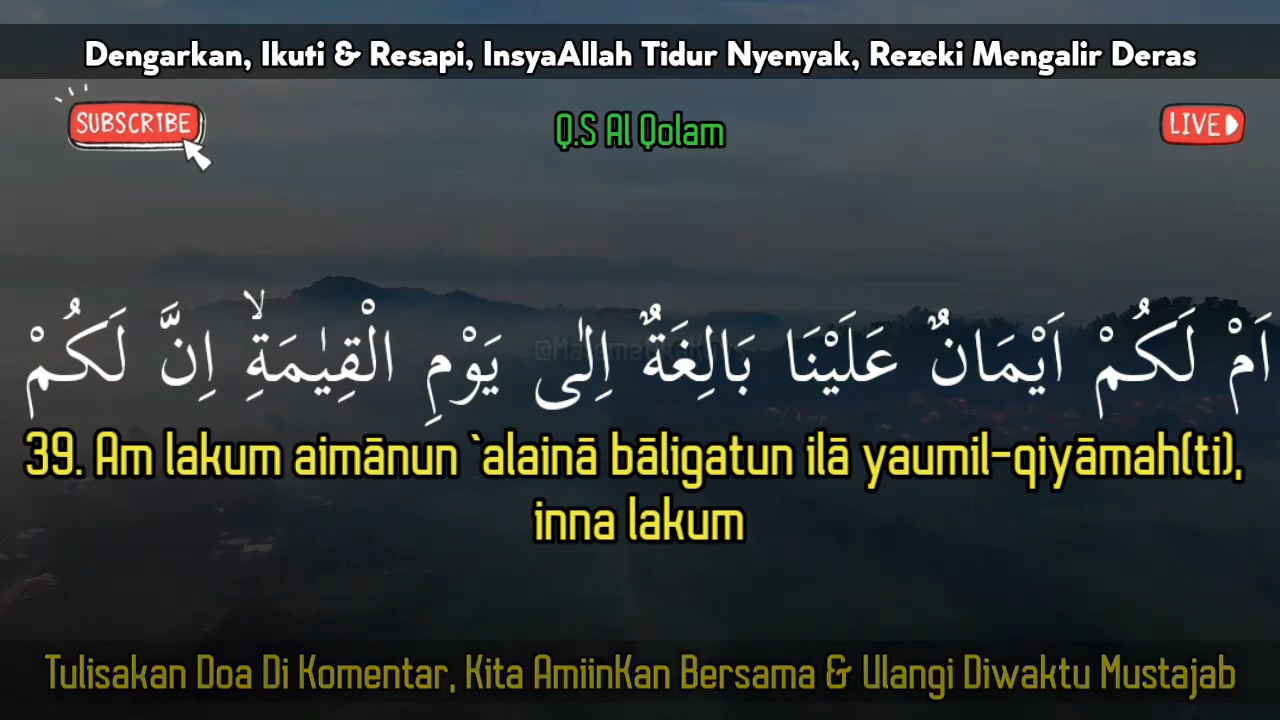 Dengarkan, Ikuti & Resapi, InsyaAllah Tidur Nyenyak, Rezeki Mengalir Deras
SUBSCRIBE
Q.S Al Qolam
LIVE
اَمْ لَكُمْ اَيْمَانٌ عَلَيْنَا بَالِغَةٌ اِلٰى يَوْمِ الْقِيٰمَةِۙ اِنَّ لَكُمْ
39. Am lakum aimānun `alainā bāligatun ilā yaumil-qiyāmah(ti),
inna lakum
Tulisakan Doa Di Komentar, Kita AmiinKan Bersama & Ulangi Diwaktu Mustajab